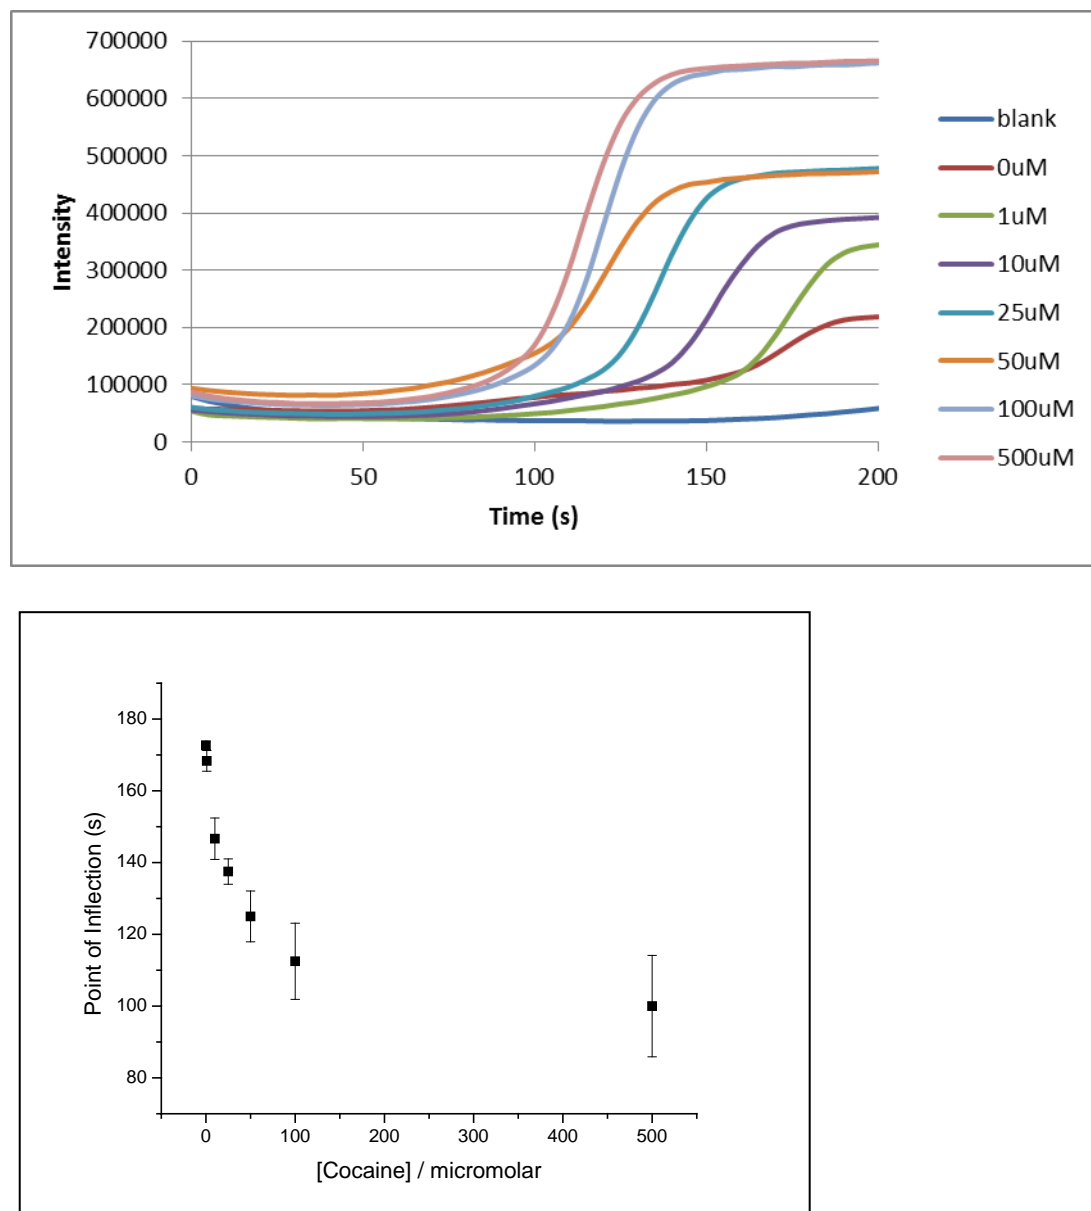 700000
600000
500000
400000
300000
200000
100000
0
Intensity
0 50 100 150 200
Time (s)
blank
0uM
1uM
10uM
25uM
50uM
100uM
500uM
180
160
140
120
100
80
Point of Inflection (s)
0 100 200 300 400 500
[Cocaine] / micromolar